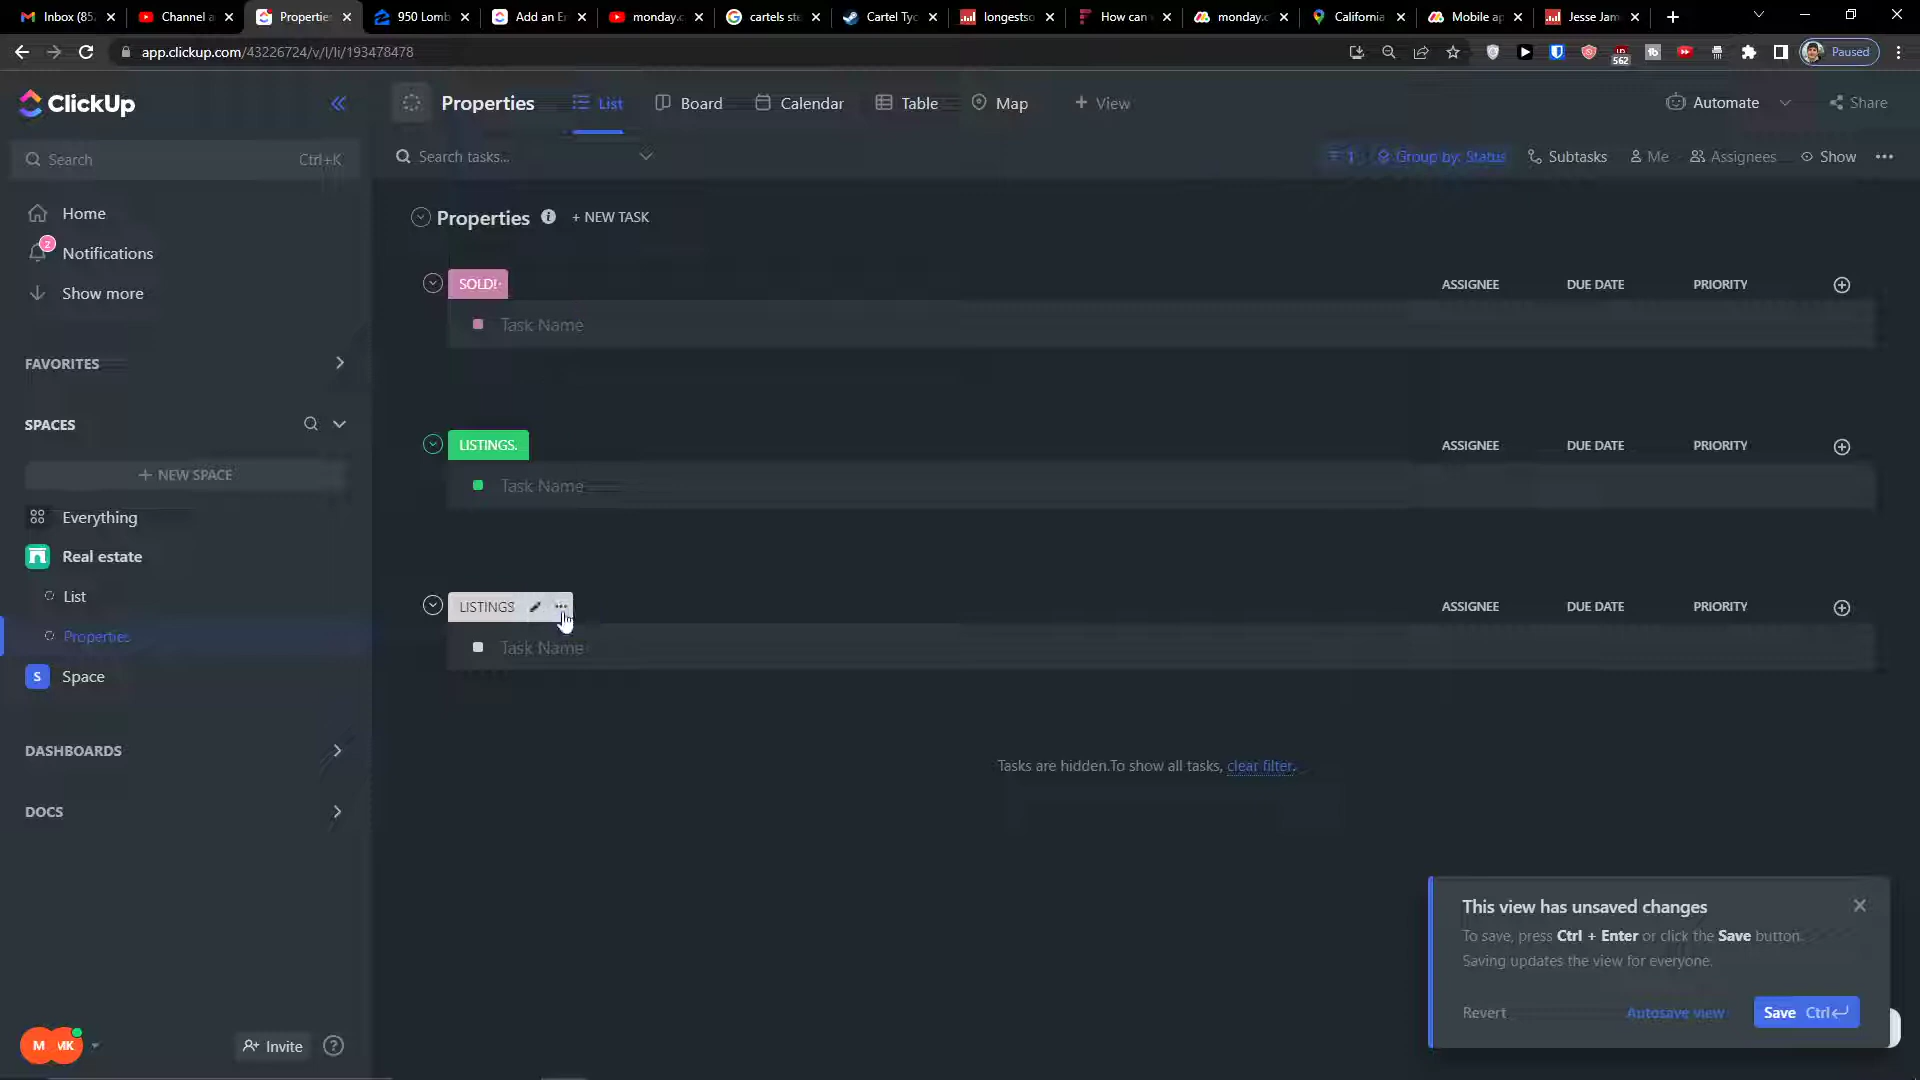 Inbox (85,
Channel a
Propertie
950 Lomb
Add an E
monday.c
cartels st
Cartel Tyc
longestso
How can
monday.c
California
Mobile ap
Jesse Jam
app.clickup.com/43226724/v/l/li/193478478
562
Paused
ClickUp
Properties
List
Board
Calendar
Table
Map
+ View
Automate
Share
Search
Ctrl+K
Search tasks...
1
Group by: Status
Subtasks
Me
Assignees
Show
Home
2
Notifications
Show more
FAVORITES
SPACES
+ NEW SPACE
Everything
Real estate
List
Properties
S
Space
DASHBOARDS
DOCS
M
MK
Invite
?
Properties
+ NEW TASK
SOLD!·
ASSIGNEE
DUE DATE
PRIORITY
Task Name
LISTINGS.
ASSIGNEE
DUE DATE
PRIORITY
Task Name
LISTINGS
ASSIGNEE
DUE DATE
PRIORITY
Task Name
Tasks are hidden.To show all tasks, clear filter.
This view has unsaved changes
To save, press Ctrl + Enter or click the Save button.
Saving updates the view for everyone.
Revert
Autosave view
Save Ctrl